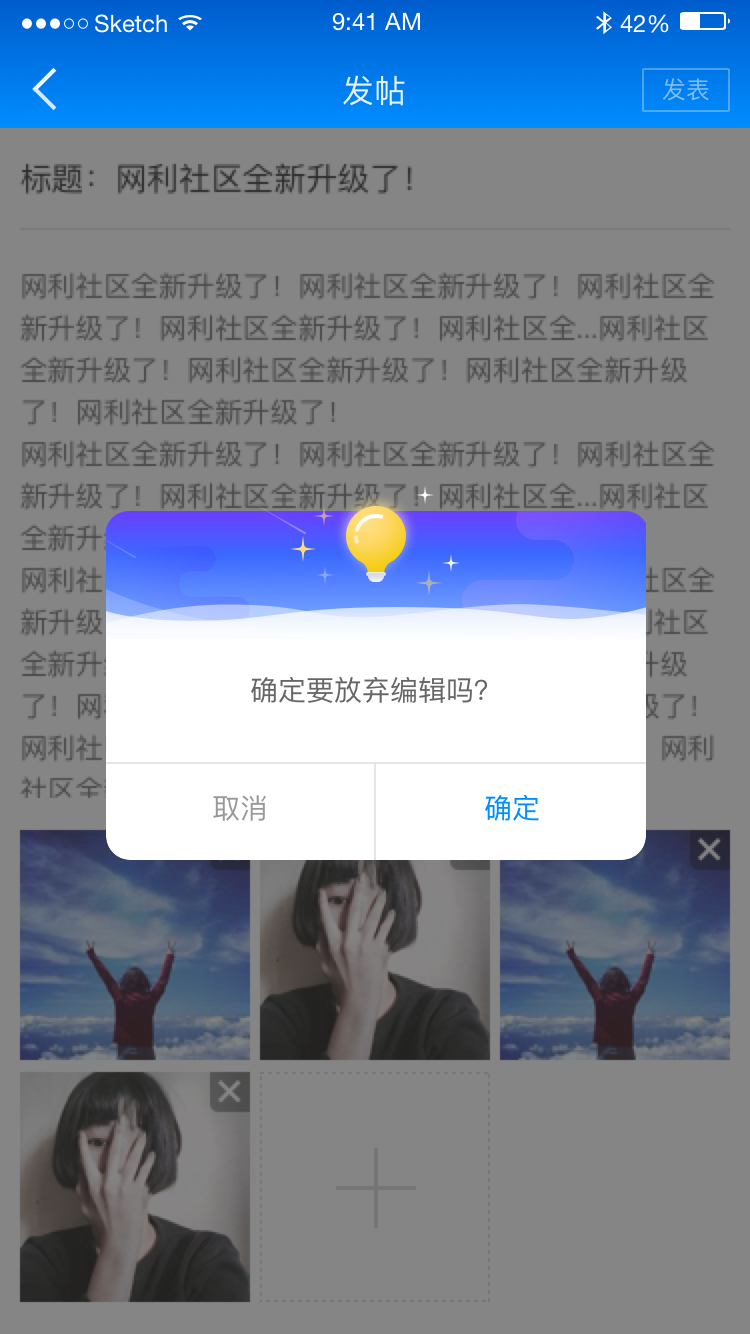 Sketch 9:41 AM 42%
发帖 发表
标题：网利社区全新升级了！
网利社区全新升级了！网利社区全新升级了！网利社区全
新升级了！网利社区全新升级了！网利社区全...网利社区
全新升级了！网利社区全新升级了！网利社区全新升级
了！网利社区全新升级了！
网利社区全新升级了！网利社区全新升级了！网利社区全
新升级了！网利社区全新升级了！网利社区全...网利社区
全新升
网利社 社区全
新升级 利社区
全新升 升级
了！网 级了！
网利社 网利
社区全
确定要放弃编辑吗?
取消 确定